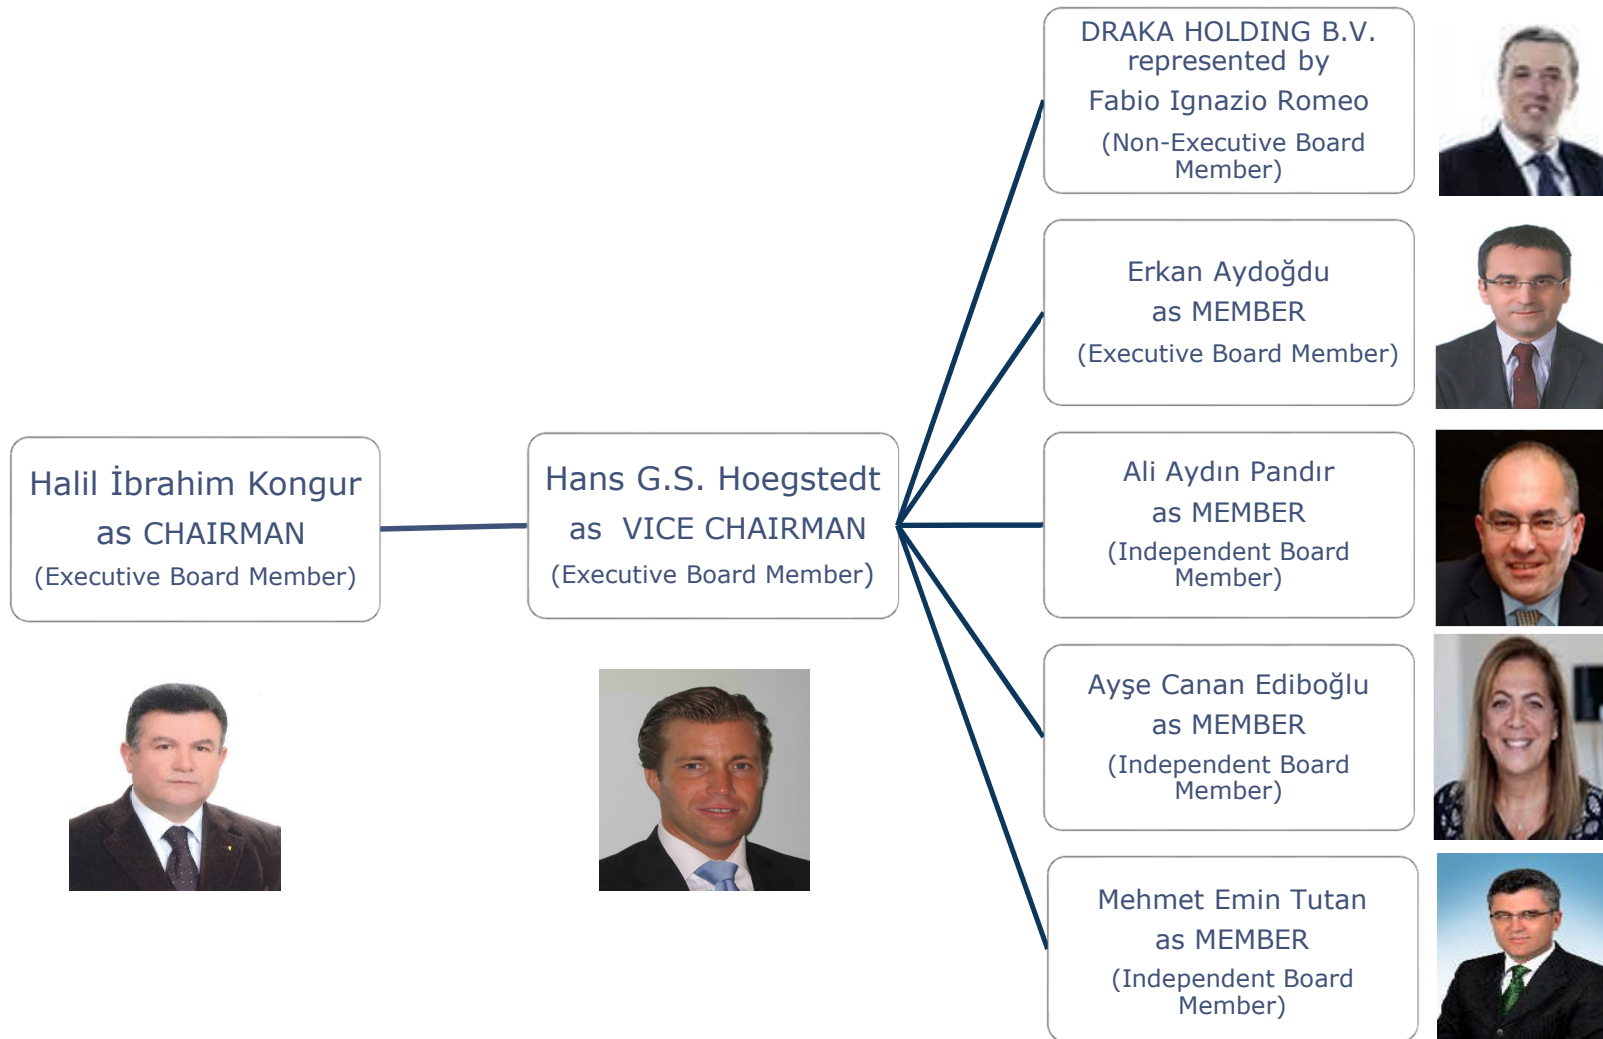 Halil İbrahim Kongur
as CHAIRMAN
(Executive Board Member)
Hans G.S. Hoegstedt
as VICE CHAIRMAN
(Executive Board Member)
DRAKA HOLDING B.V.
represented by
Fabio Ignazio Romeo
(Non-Executive Board
Member)
Erkan Aydoğdu
as MEMBER
(Executive Board Member)
Ali Aydın Pandır
as MEMBER
(Independent Board
Member)
Ayşe Canan Ediboğlu
as MEMBER
(Independent Board
Member)
Mehmet Emin Tutan
as MEMBER
(Independent Board
Member)